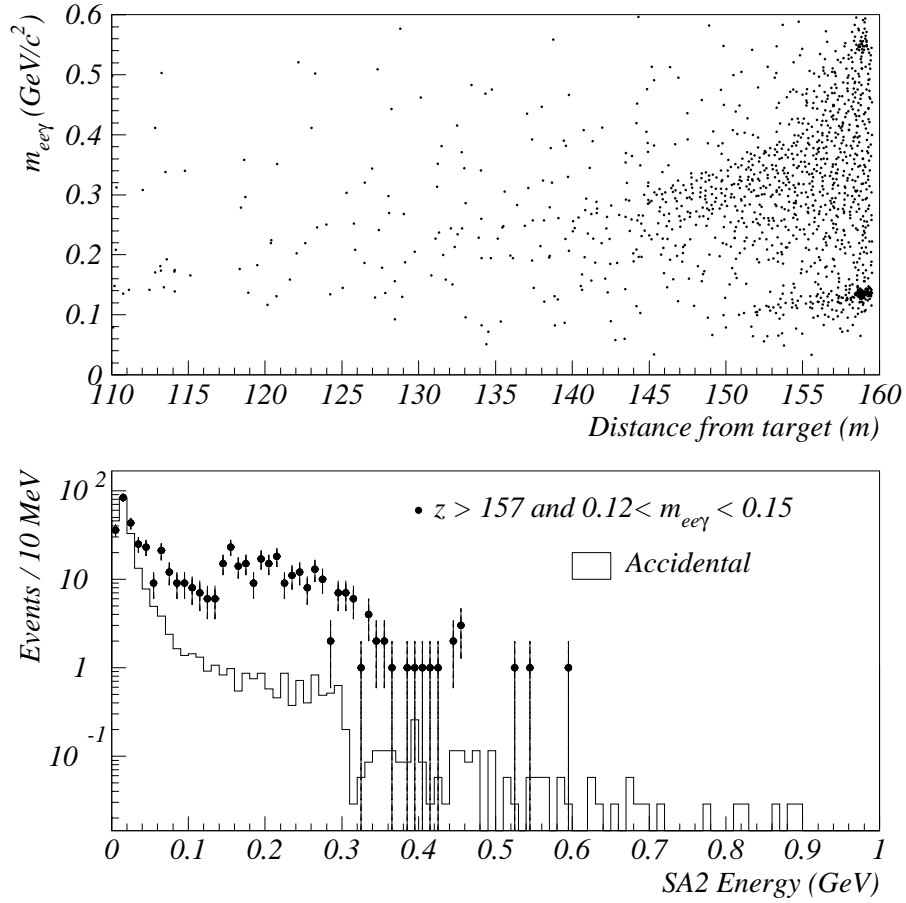 m_eeγ (GeV/c²)
0.6
0.5
0.4
0.3
0.2
0.1
0
110 115 120 125 130 135 140 145 150 155 160
Distance from target (m)
Events / 10 MeV
10²
10
1
10⁻¹
z > 157 and 0.12< m_eeγ < 0.15
Accidental
0 0.1 0.2 0.3 0.4 0.5 0.6 0.7 0.8 0.9 1
SA2 Energy (GeV)